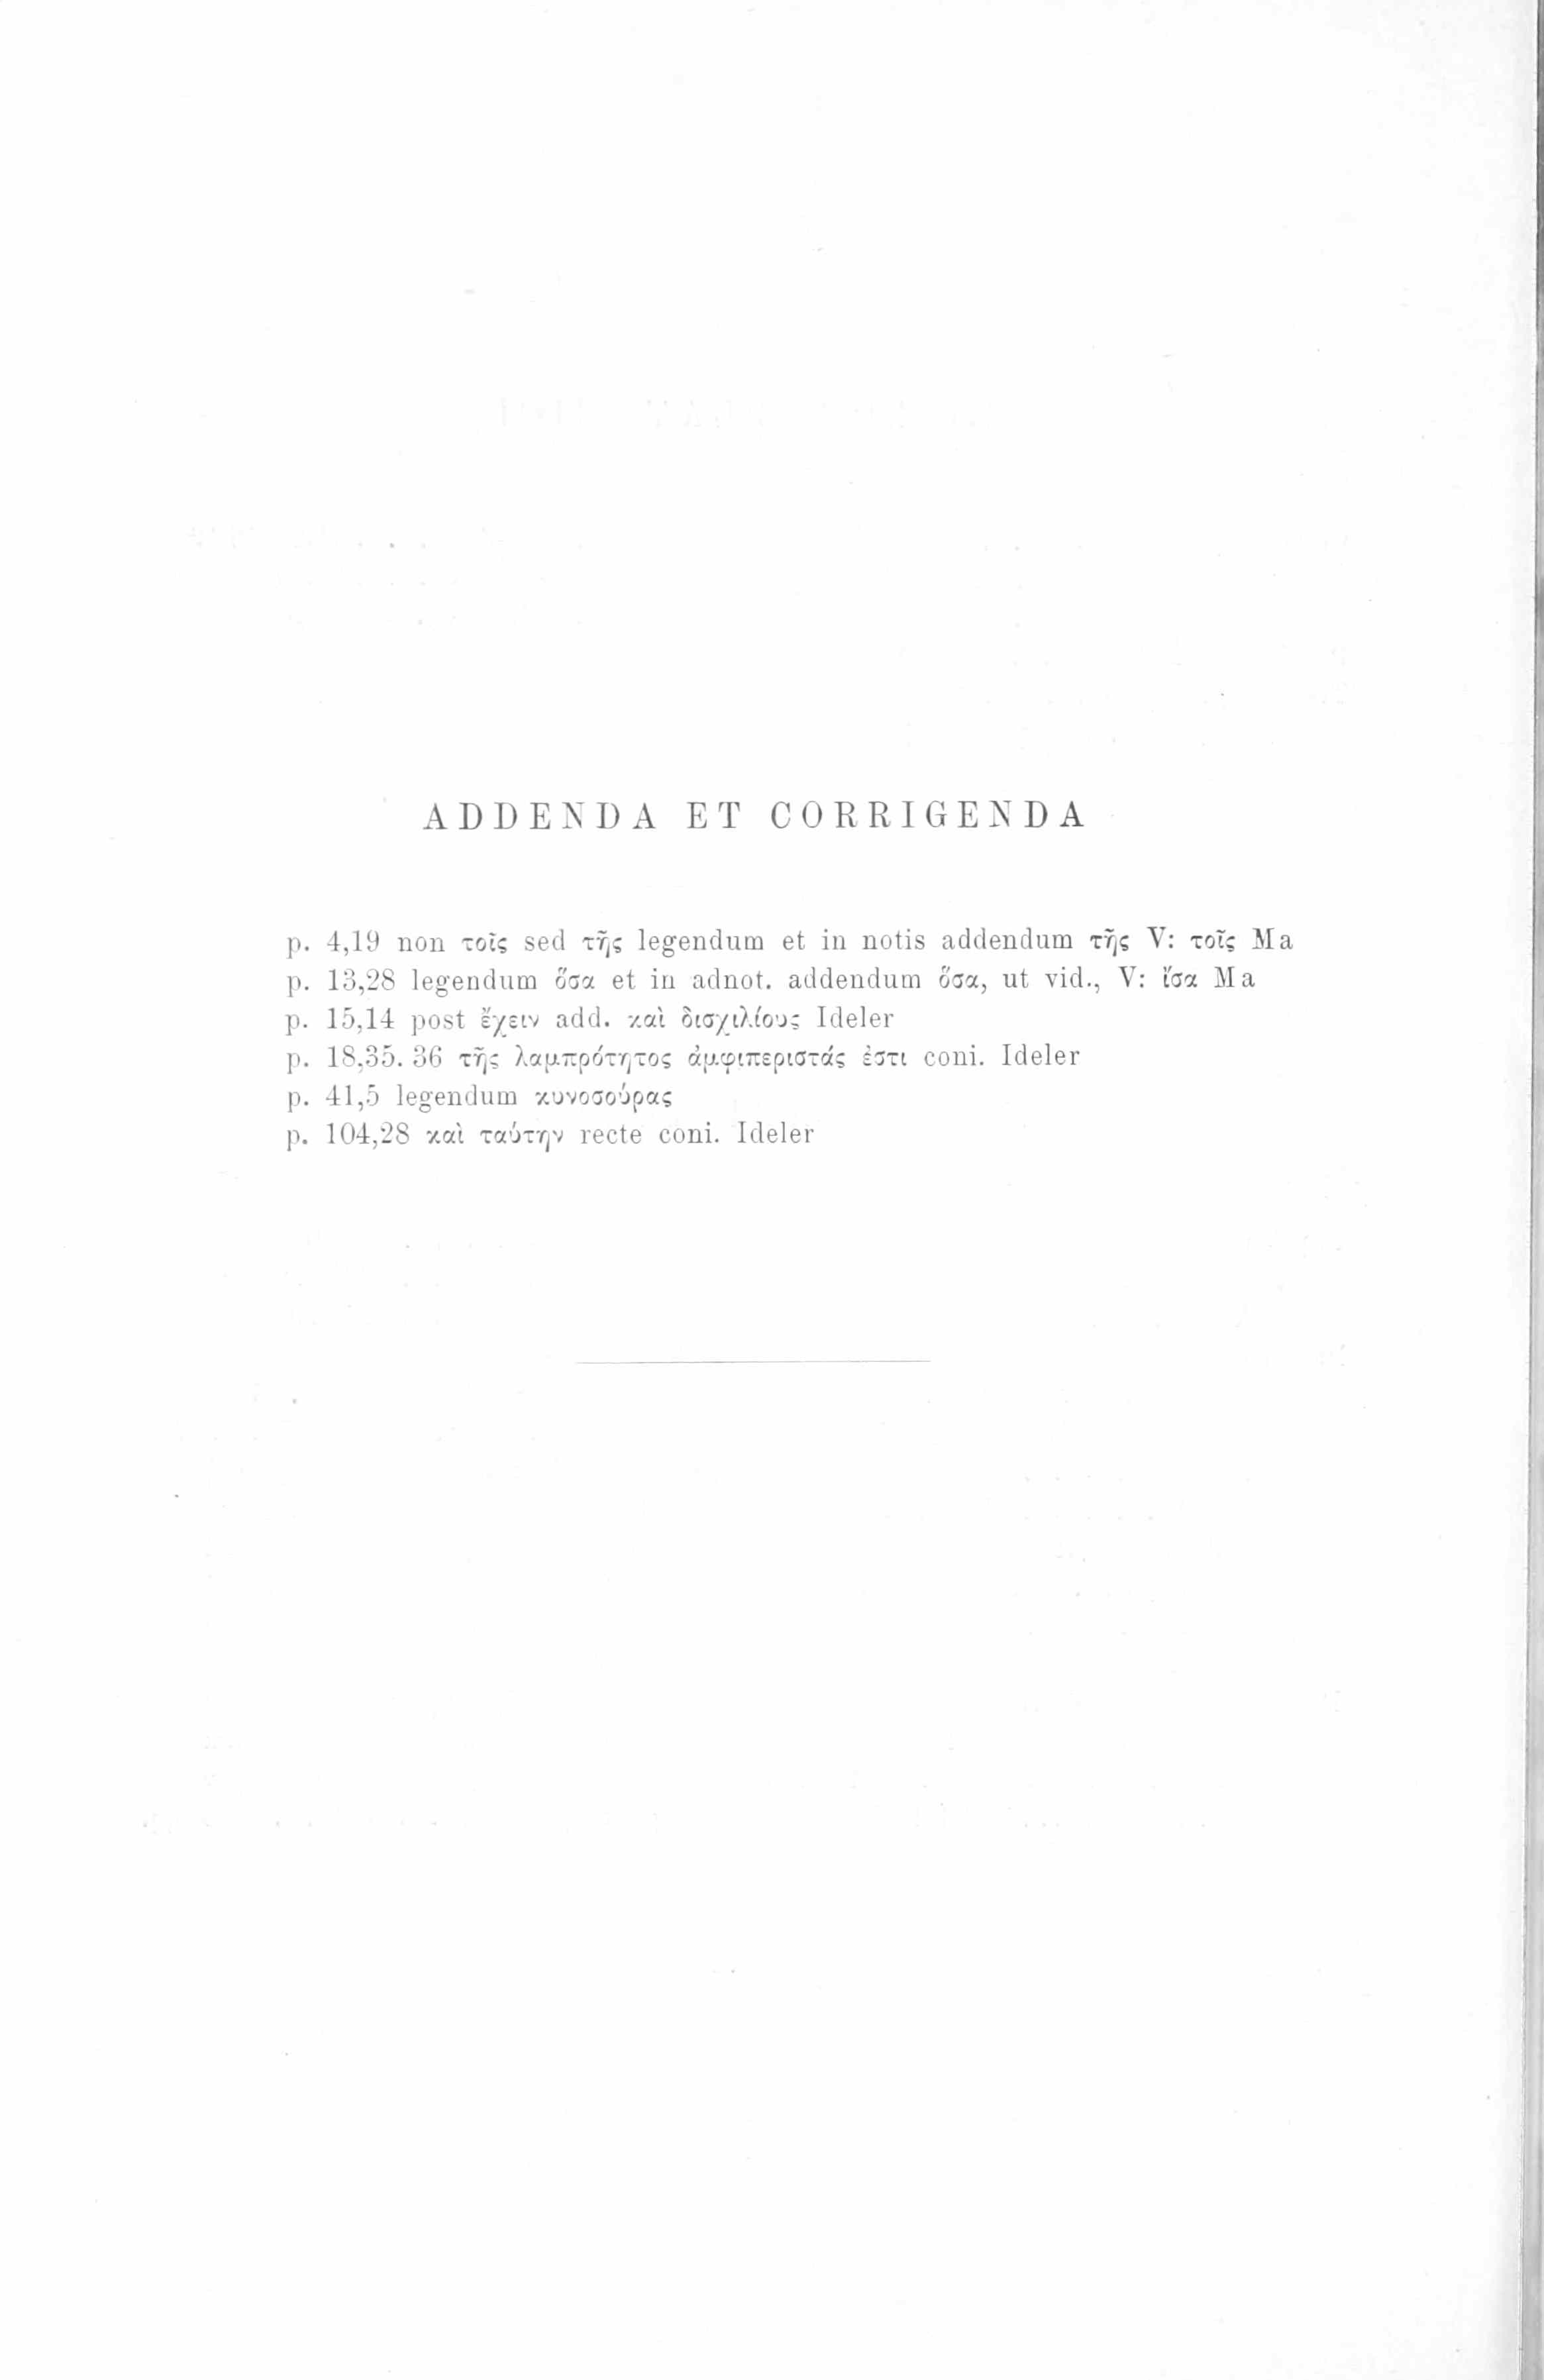 ADDENDA ET CORRIGENDA
p. 4,19 non τοῖς sed τῆς legendum et in notis addendum τῆς V: τοῖς Ma
p. 13,28 legendum ὅσα et in adnot. addendum ὅσα, ut vid., V: ἴσα Ma
p. 15,14 post ἔχειν add. καὶ δισχιλίους Ideler
p. 18,35. 36 τῆς λαμπρότητος ἀμφιπεριστάς ἐστι coni. Ideler
p. 41,5 legendum κυνοσούρας
p. 104,28 καὶ ταύτην recte coni. Ideler